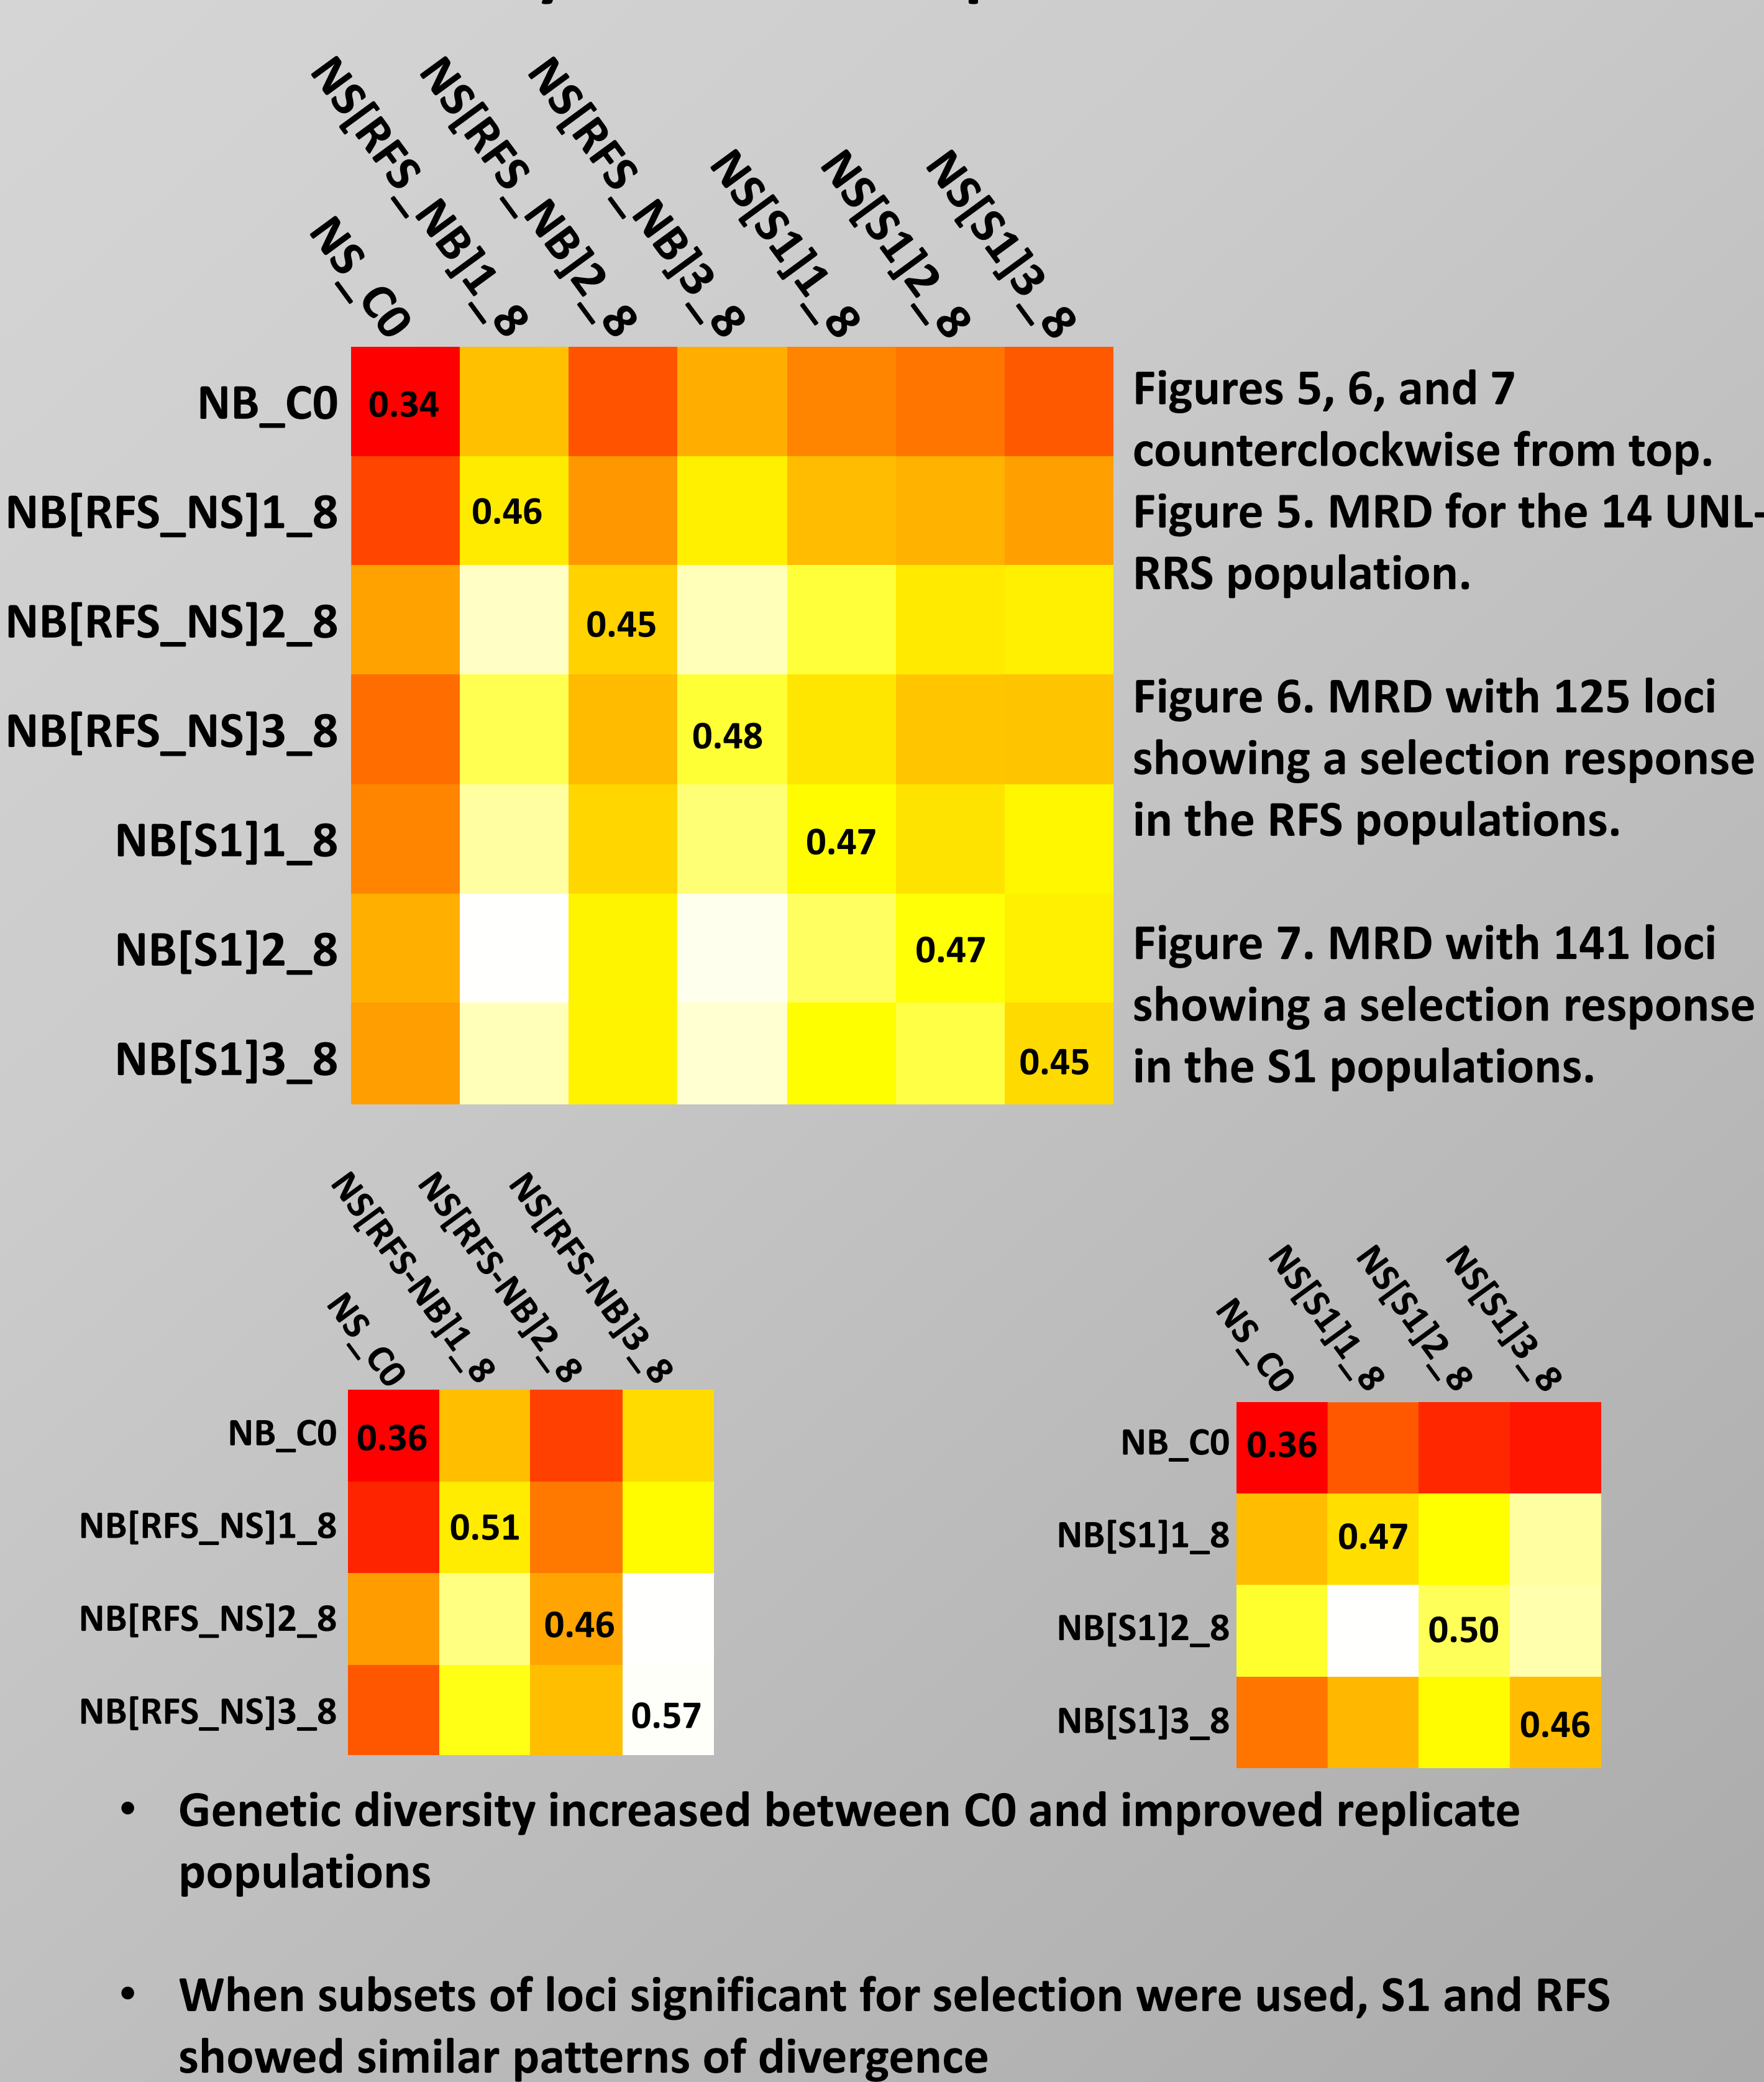 NS_C0
NS[RFS_NB]1_8
NS[RFS_NB]2_8
NS[RFS_NB]3_8
NS[S1]1_8
NS[S1]2_8
NS[S1]3_8
NB_C0 0.34
NB[RFS_NS]1_8 0.46
NB[RFS_NS]2_8 0.45
NB[RFS_NS]3_8 0.48
NB[S1]1_8 0.47
NB[S1]2_8 0.47
NB[S1]3_8 0.45
Figures 5, 6, and 7
counterclockwise from top.
Figure 5. MRD for the 14 UNL-
RRS population.
Figure 6. MRD with 125 loci
showing a selection response
in the RFS populations.
Figure 7. MRD with 141 loci
showing a selection response
in the S1 populations.
NS_C0
NS[RFS-NB]1_8
NS[RFS-NB]2_8
NS[RFS-NB]3_8
NB_C0 0.36
NB[RFS_NS]1_8 0.51
NB[RFS_NS]2_8 0.46
NB[RFS_NS]3_8 0.57
NS_C0
NS[S1]1_8
NS[S1]2_8
NS[S1]3_8
NB_C0 0.36
NB[S1]1_8 0.47
NB[S1]2_8 0.50
NB[S1]3_8 0.46
• Genetic diversity increased between C0 and improved replicate
populations
• When subsets of loci significant for selection were used, S1 and RFS
showed similar patterns of divergence